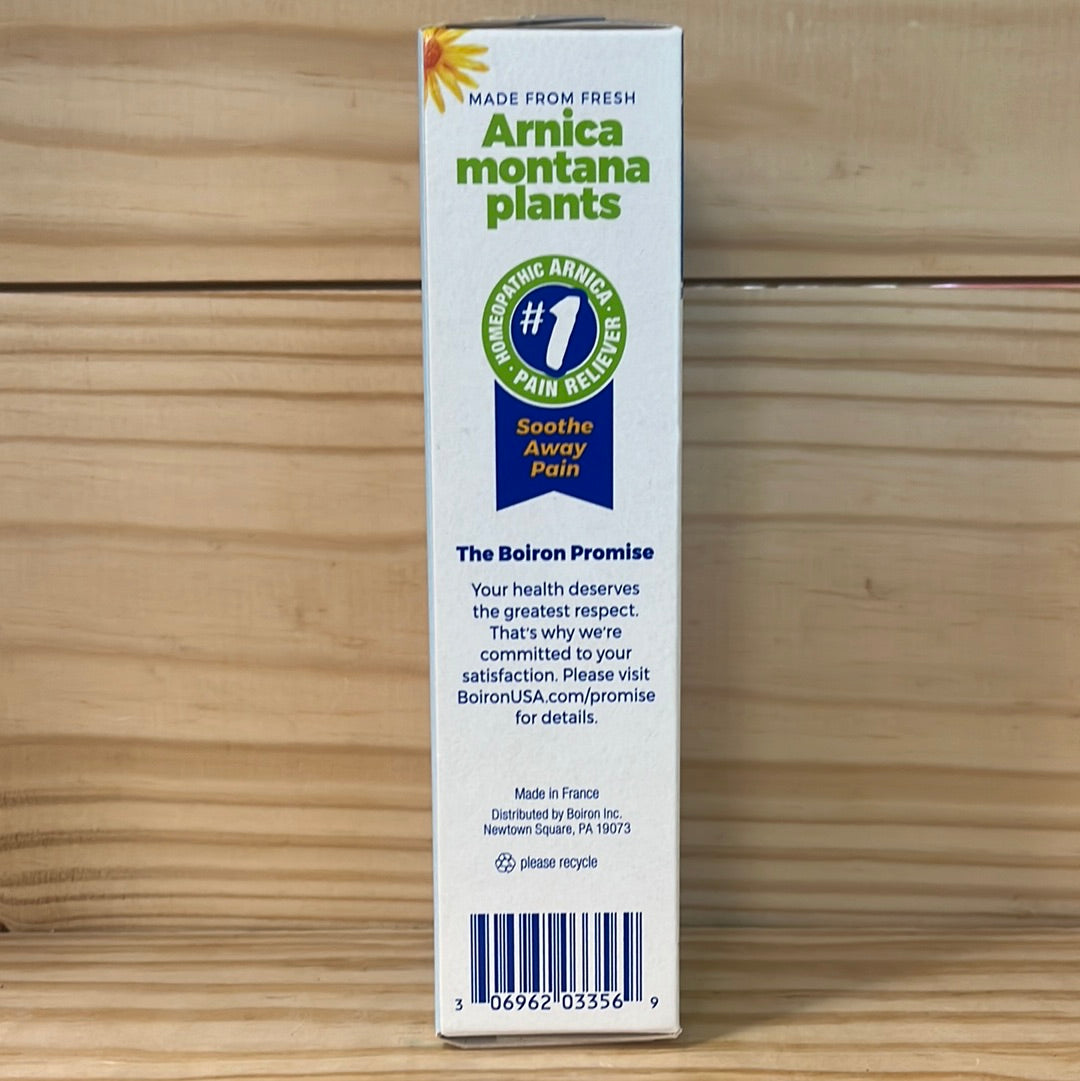 MADE FROM FRESH
Arnica
montana
plants
HOMEOPATHIC ARNICA · PAIN RELIEVER ·
#1
Soothe
Away
Pain
The Boiron Promise
Your health deserves
the greatest respect.
That's why we're
committed to your
satisfaction. Please visit
BoironUSA.com/promise
for details.
Made in France
Distributed by Boiron Inc.
Newtown Square, PA 19073
please recycle
3 06962 03356 9